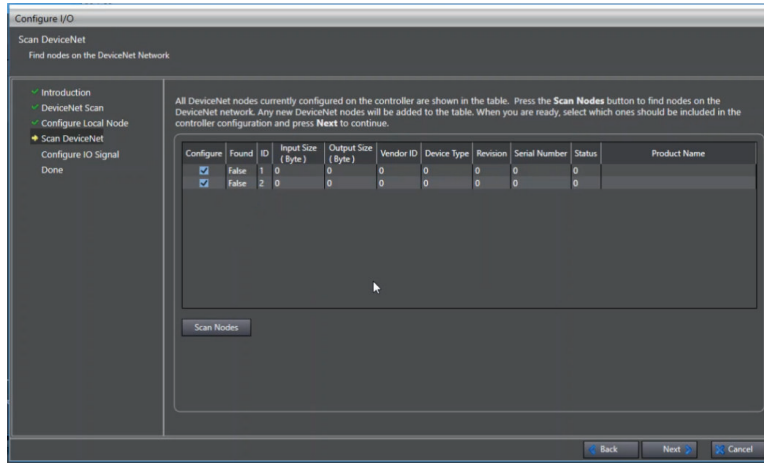 Configure I/O
Scan DeviceNet
Find nodes on the DeviceNet Network
Introduction
DeviceNet Scan
Configure Local Node
Scan DeviceNet
Configure IO Signal
Done
All DeviceNet nodes currently configured on the controller are shown in the table. Press the Scan Nodes button to find nodes on the
DeviceNet network. Any new DeviceNet nodes will be added to the table. When you are ready, select which ones should be included in the
controller configuration and press Next to continue.
Configure Found ID Input Size ( Byte ) Output Size ( Byte ) Vendor ID Device Type Revision Serial Number Status Product Name
False 1 0 0 0 0 0 0 0
False 2 0 0 0 0 0 0 0
Scan Nodes
Back Next Cancel